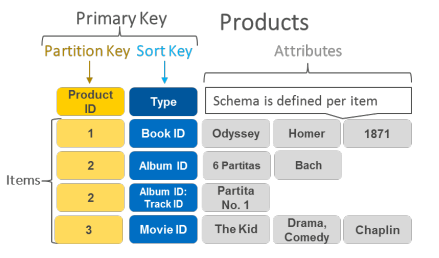 Primary Key
Products
Partition Key Sort Key
Attributes
Product ID
Type
Schema is defined per item
Items
1 Book ID Odyssey Homer 1871
2 Album ID 6 Partitas Bach
2 Album ID: Track ID Partita No. 1
3 Movie ID The Kid Drama, Comedy Chaplin